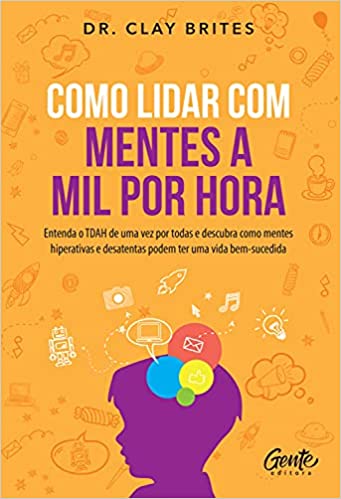 DR. CLAY BRITES
COMO LIDAR COM
MENTES A
MIL POR HORA
Entenda o TDAH de uma vez por todas e descubra como mentes
hiperativas e desatentas podem ter uma vida bem-sucedida
Gente
editora